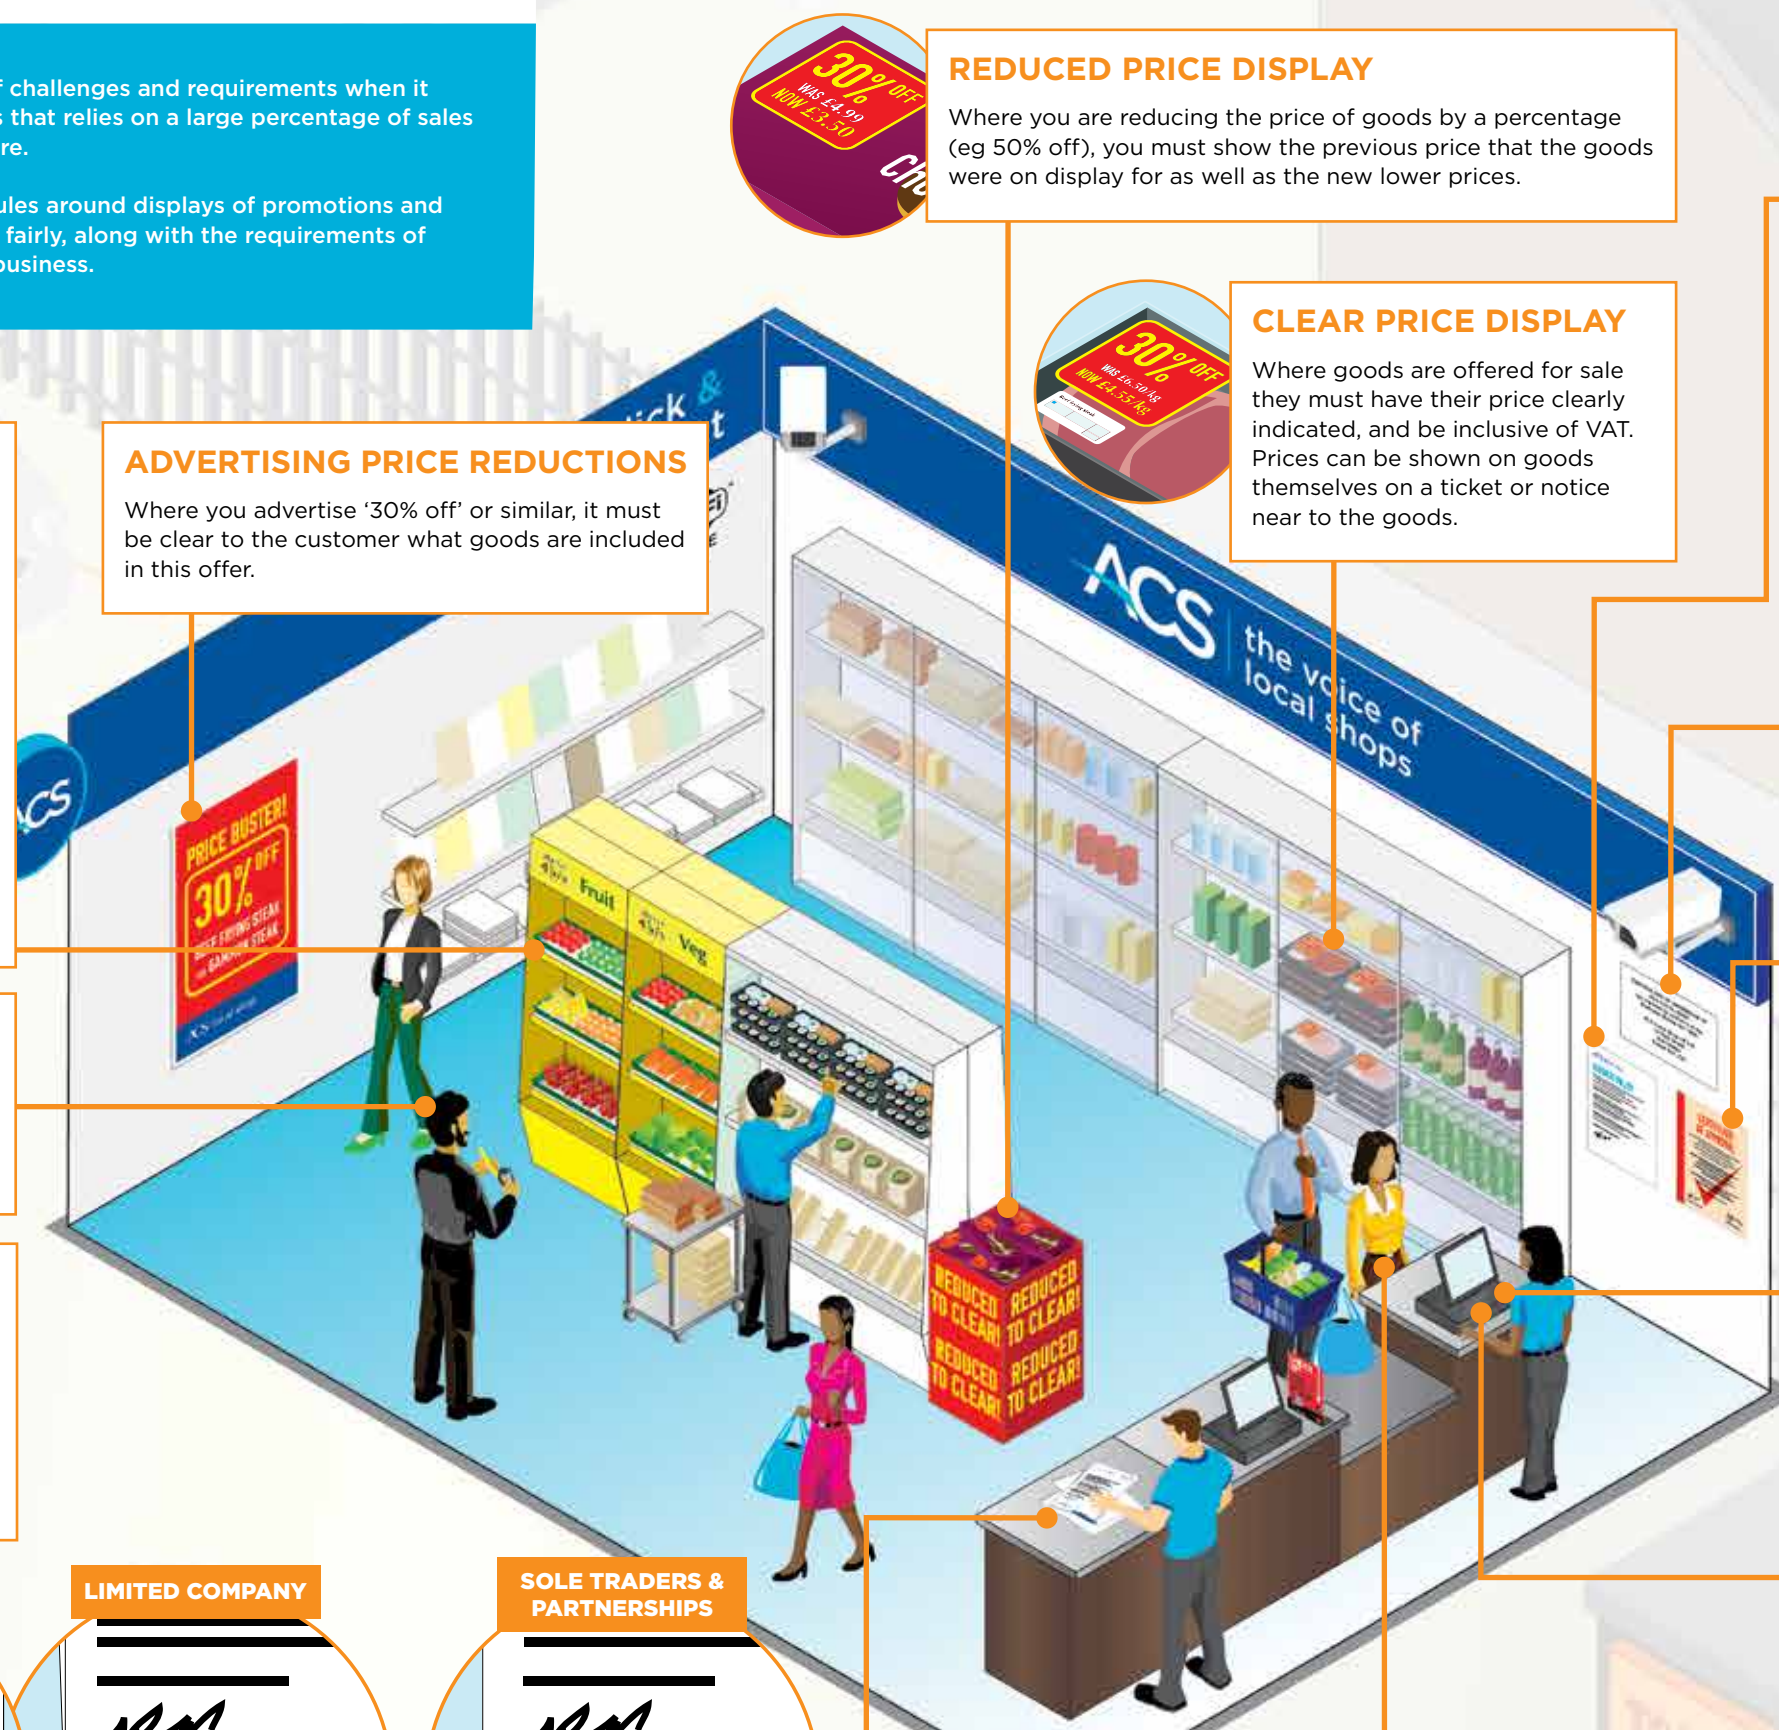 f challenges and requirements when it
s that relies on a large percentage of sales
re.
ules around displays of promotions and
fairly, along with the requirements of
business.
30% OFF
WAS £4.99
NOW £3.50
REDUCED PRICE DISPLAY
Where you are reducing the price of goods by a percentage
(eg 50% off), you must show the previous price that the goods
were on display for as well as the new lower prices.
30% OFF
WAS £6.50/kg
NOW £4.55/kg
CLEAR PRICE DISPLAY
Where goods are offered for sale
they must have their price clearly
indicated, and be inclusive of VAT.
Prices can be shown on goods
themselves on a ticket or notice
near to the goods.
ADVERTISING PRICE REDUCTIONS
Where you advertise ‘30% off’ or similar, it must
be clear to the customer what goods are included
in this offer.
ick &
t
ACS
the voice of
local shops
ACS
PRICE BUSTER!
30% OFF
FRYING STEAK
STEAK
ACS
Fruit
Veg
REDUCED
TO CLEAR!
REDUCED
TO CLEAR!
REDUCED
TO CLEAR!
REDUCED
TO CLEAR!
LIMITED COMPANY
SOLE TRADERS &
PARTNERSHIPS